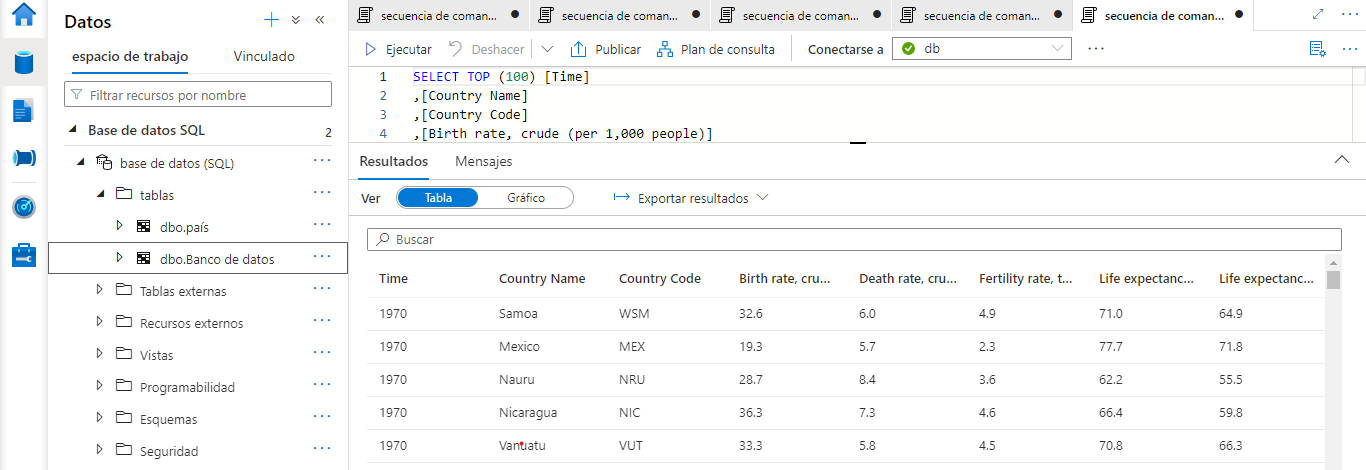 Datos
espacio de trabajo
Vinculado
Filtrar recursos por nombre
Base de datos SQL 2
base de datos (SQL)
tablas
dbo.país
dbo.Banco de datos
Tablas externas
Recursos externos
Vistas
Programabilidad
Esquemas
Seguridad
secuencia de coman... secuencia de coman... secuencia de coman... secuencia de coman... secuencia de coman...
Ejecutar Deshacer Publicar Plan de consulta Conectarse a db
1 SELECT TOP (100) [Time]
2 ,[Country Name]
3 ,[Country Code]
4 ,[Birth rate, crude (per 1,000 people)]
Resultados Mensajes
Ver Tabla Gráfico Exportar resultados
Buscar
Time Country Name Country Code Birth rate, cru... Death rate, cru... Fertility rate, t... Life expectanc... Life expectanc...
1970 Samoa WSM 32.6 6.0 4.9 71.0 64.9
1970 Mexico MEX 19.3 5.7 2.3 77.7 71.8
1970 Nauru NRU 28.7 8.4 3.6 62.2 55.5
1970 Nicaragua NIC 36.3 7.3 4.6 66.4 59.8
1970 Vanuatu VUT 33.3 5.8 4.5 70.8 66.3